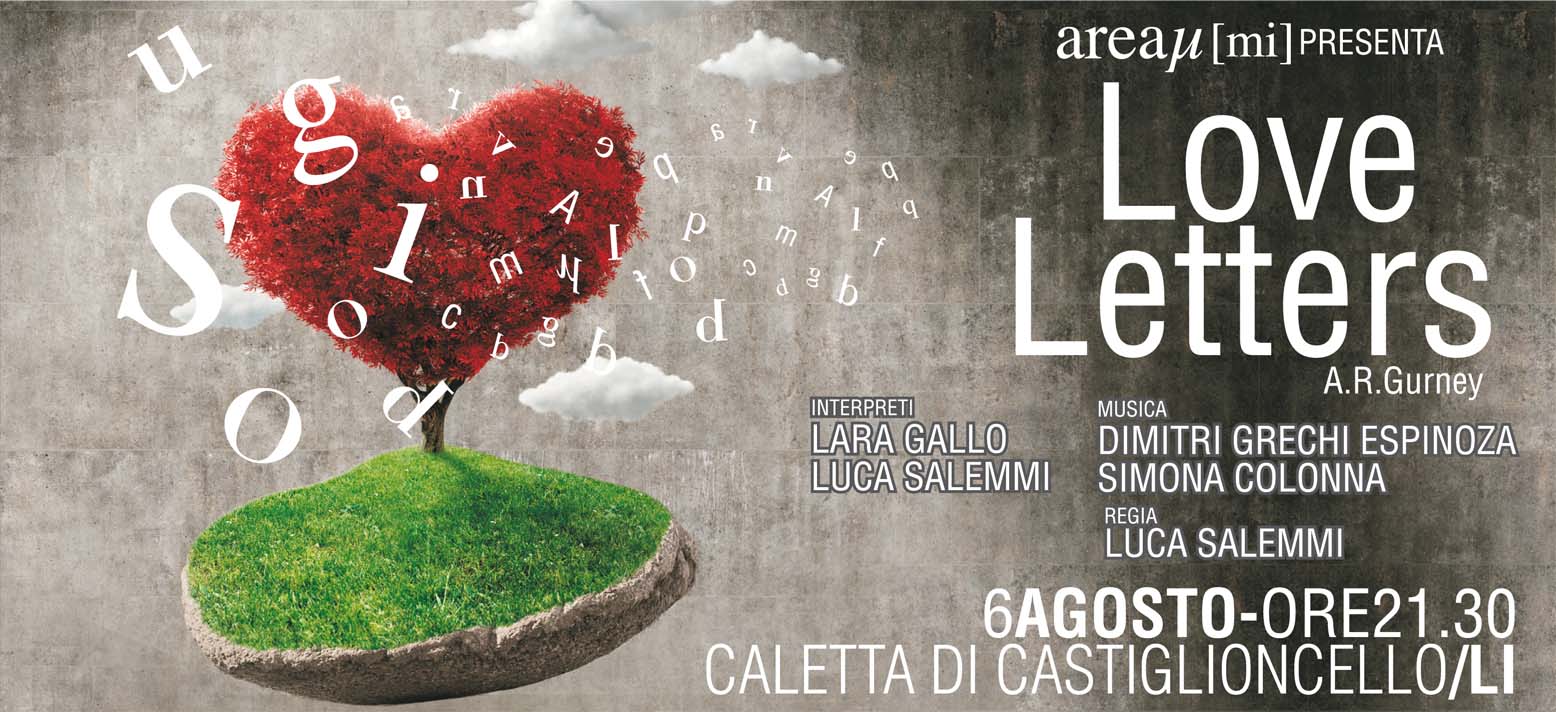 areaµ [mi] PRESENTA
Love
Letters
A.R.Gurney
INTERPRETI
LARA GALLO
LUCA SALEMMI
MUSICA
DIMITRI GRECHI ESPINOZA
SIMONA COLONNA
REGIA
LUCA SALEMMI
6AGOSTO-ORE21.30
CALETTA DI CASTIGLIONCELLO/LI